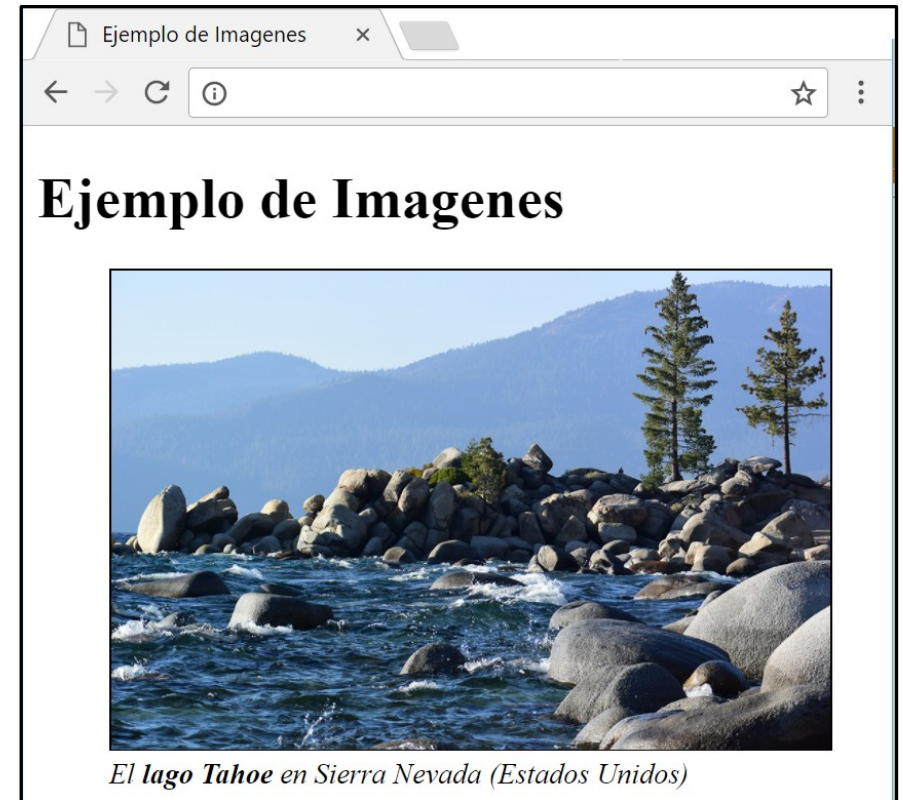 Ejemplo de Imagenes
Ejemplo de Imagenes
El lago Tahoe en Sierra Nevada (Estados Unidos)